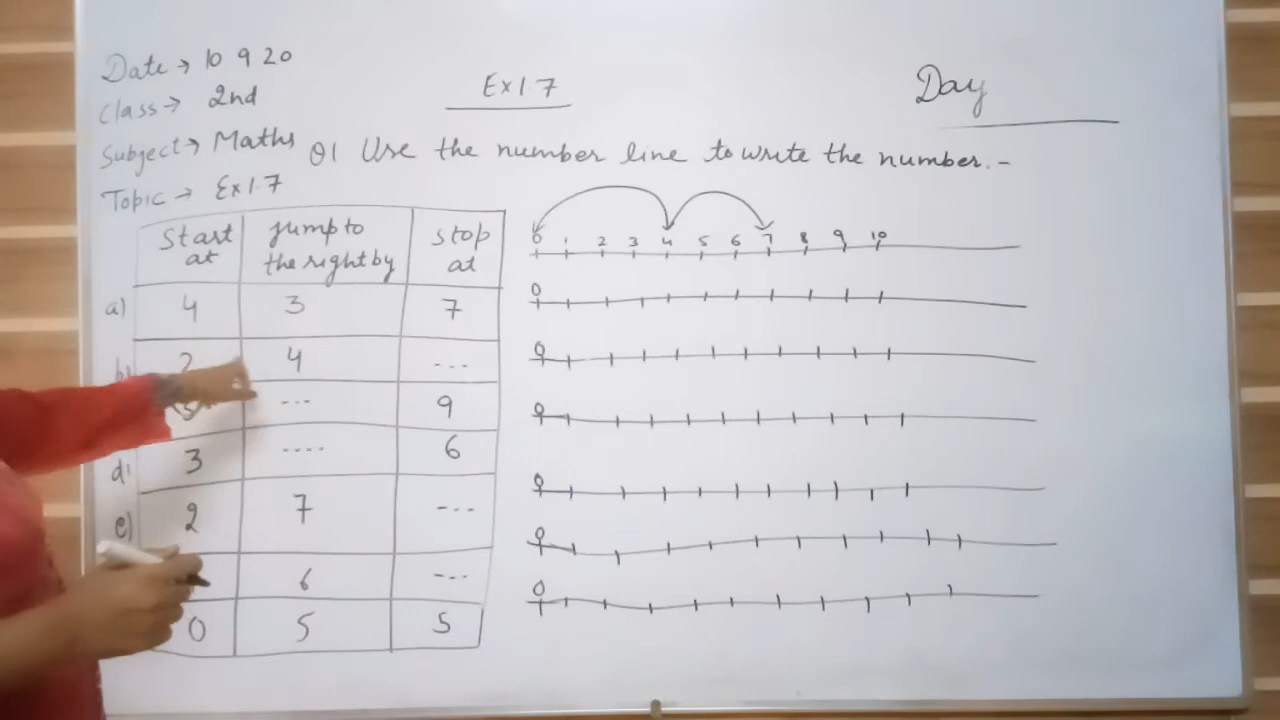 Date → 10 9 20
Class → 2nd
Subject → Maths
Topic → Ex 1.7
Ex 1.7
Day
Q1 Use the number line to write the number.-
Start at | jump to the right by | stop at
a) 4 3 7
b) 2 4 ---
--- 9
d) 3 ---- 6
e) 2 7 ---
6 ---
0 5 5
0 1 2 3 4 5 6 7 8 9 10
0
0
0
0
0
0